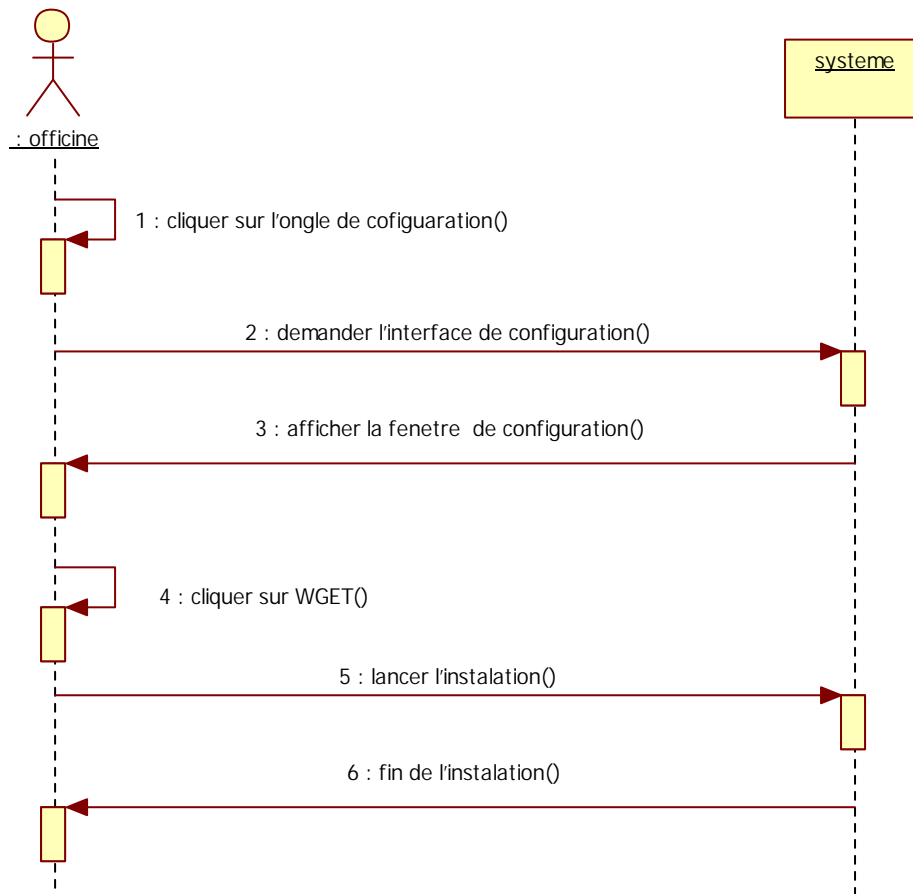 systeme
: officine
1 : cliquer sur l'ongle de cofiguaration()
2 : demander l'interface de configuration()
3 : afficher la fenetre  de configuration()
4 : cliquer sur WGET()
5 : lancer l'instalation()
6 : fin de l'instalation()